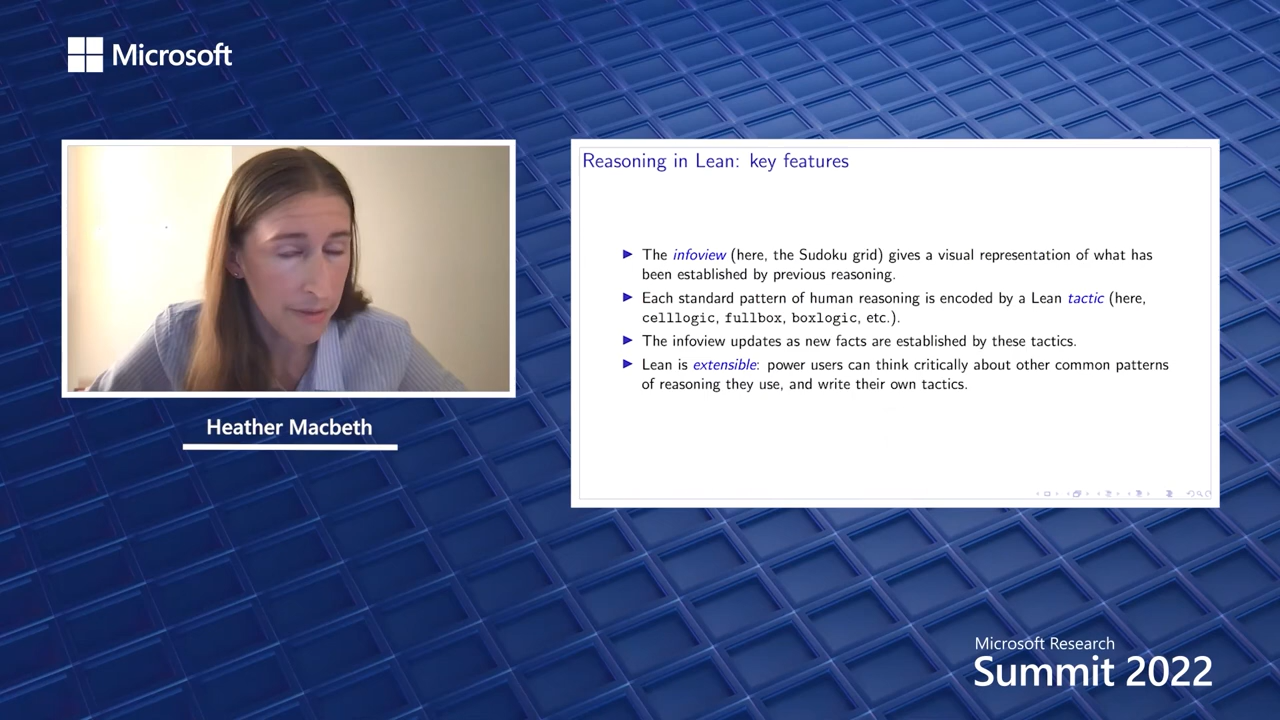 Microsoft
Reasoning in Lean: key features
▶ The infoview (here, the Sudoku grid) gives a visual representation of what has
been established by previous reasoning.
▶ Each standard pattern of human reasoning is encoded by a Lean tactic (here,
celllogic, fullbox, boxlogic, etc.).
▶ The infoview updates as new facts are established by these tactics.
▶ Lean is extensible: power users can think critically about other common patterns
of reasoning they use, and write their own tactics.
Heather Macbeth
Microsoft Research
Summit 2022